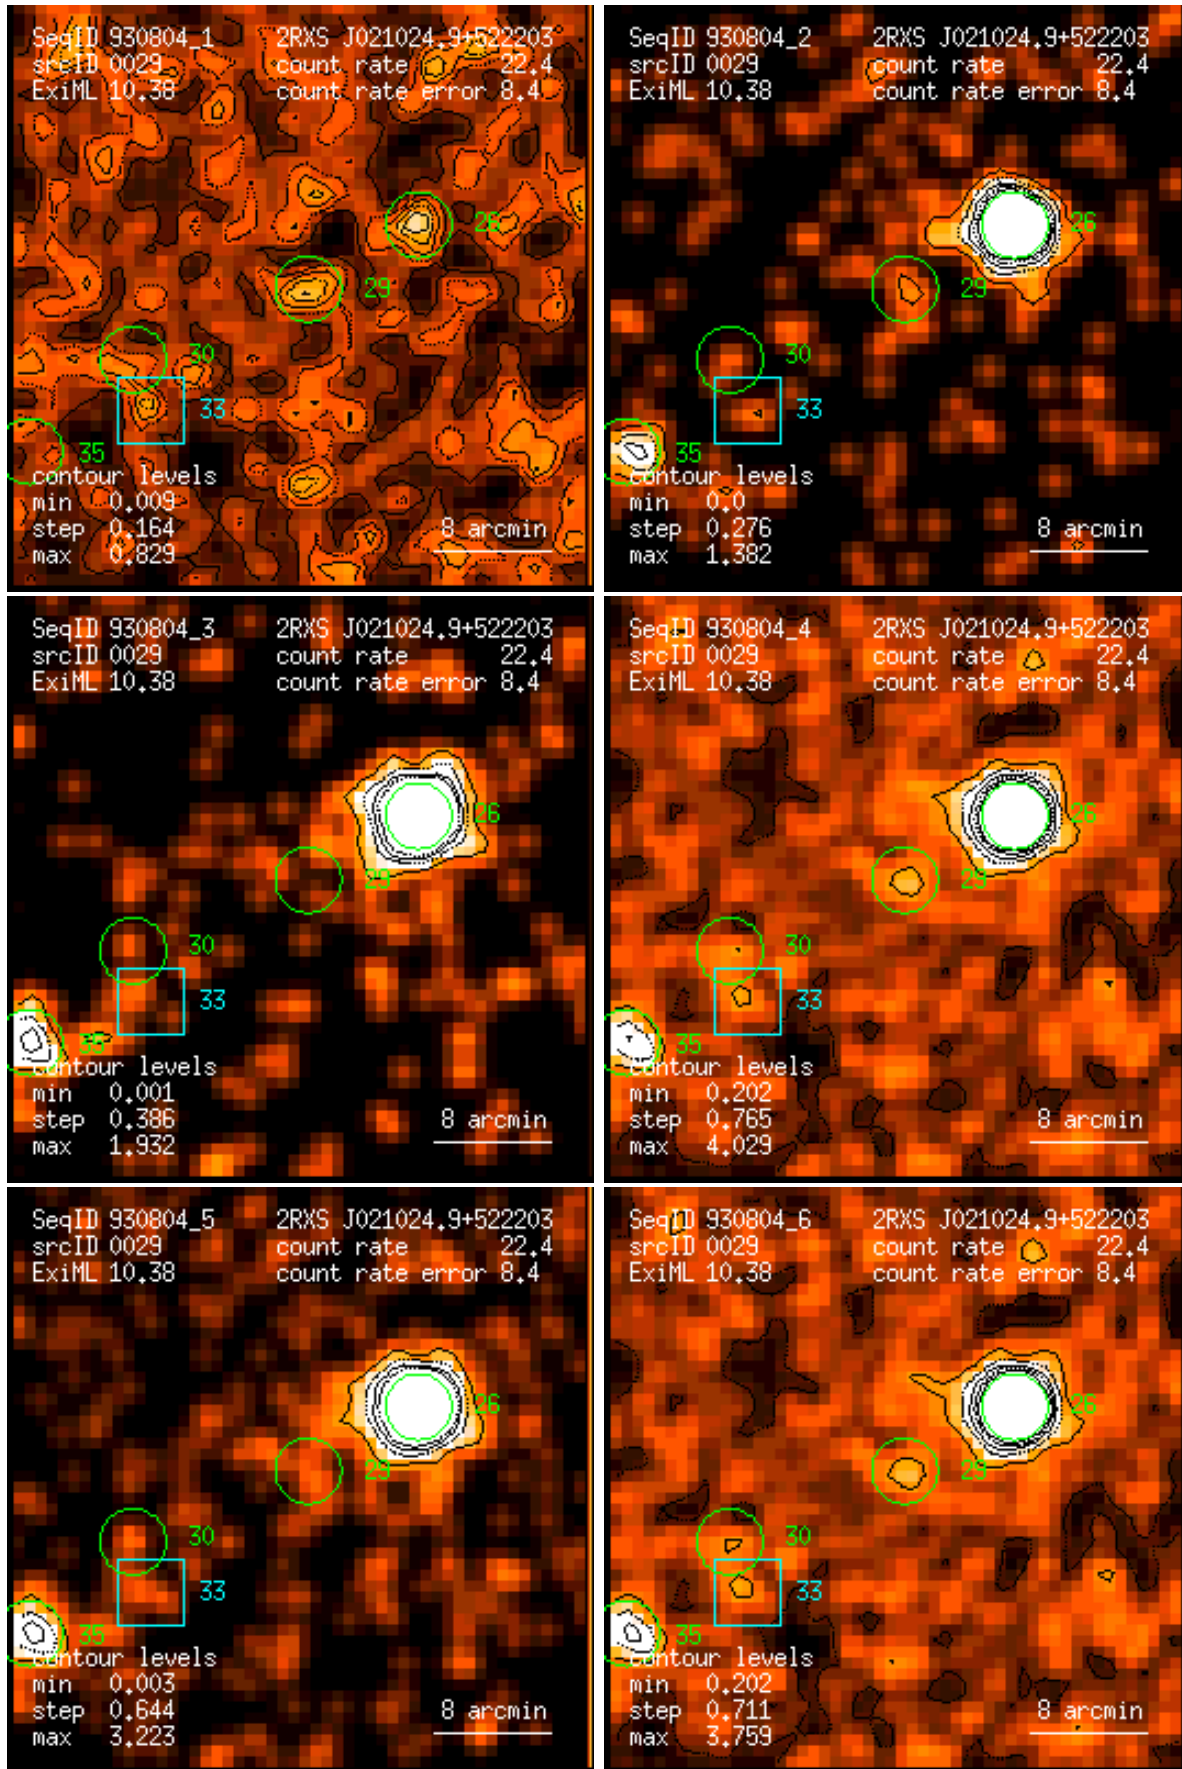 SeqID 930804_1 2RXS J021024.9+522203
srcID 0029 count rate 22.4
ExiML 10.38 count rate error 8.4
26
29
30
33
35
contour levels
min 0.009
step 0.164 8 arcmin
max 0.829
SeqID 930804_2 2RXS J021024.9+522203
srcID 0029 count rate 22.4
ExiML 10.38 count rate error 8.4
26
29
30
33
35
contour levels
min 0.0
step 0.276 8 arcmin
max 1.382
SeqID 930804_3 2RXS J021024.9+522203
srcID 0029 count rate 22.4
ExiML 10.38 count rate error 8.4
26
29
30
33
35
contour levels
min 0.001
step 0.386 8 arcmin
max 1.932
SeqID 930804_4 2RXS J021024.9+522203
srcID 0029 count rate 22.4
ExiML 10.38 count rate error 8.4
26
29
30
33
35
contour levels
min 0.202
step 0.765 8 arcmin
max 4.029
SeqID 930804_5 2RXS J021024.9+522203
srcID 0029 count rate 22.4
ExiML 10.38 count rate error 8.4
26
29
30
33
35
contour levels
min 0.003
step 0.644 8 arcmin
max 3.223
SeqID 930804_6 2RXS J021024.9+522203
srcID 0029 count rate 22.4
ExiML 10.38 count rate error 8.4
26
29
30
33
35
contour levels
min 0.202
step 0.711 8 arcmin
max 3.759